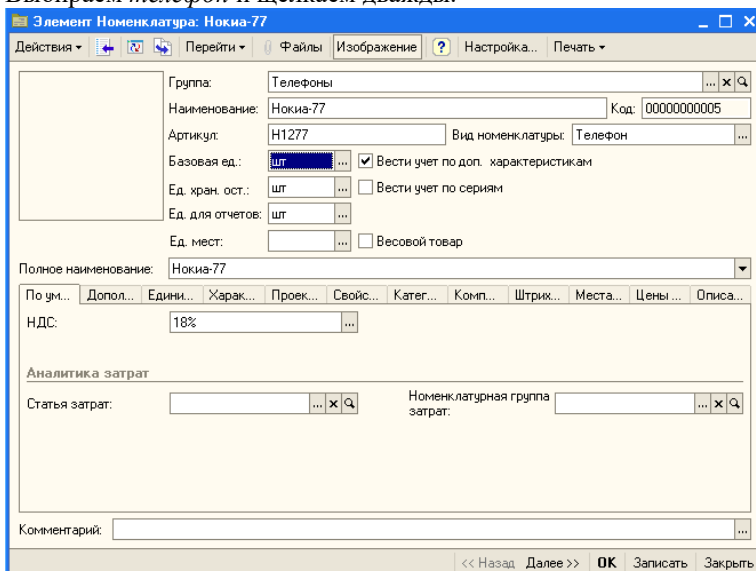 Выбираем телефон и щелкаем дважды.
Элемент Номенклатура: Нокиа-77
Действия Перейти Файлы Изображение ? Настройка... Печать
Группа: Телефоны ... x
Наименование: Нокиа-77 Код: 00000000005
Артикул: Н1277 Вид номенклатуры: Телефон ...
Базовая ед.: шт ... Вести учет по доп. характеристикам
Ед. хран. ост.: шт ... Вести учет по сериям
Ед. для отчетов: шт ...
Ед. мест: ... Весовой товар
Полное наименование: Нокиа-77
По ум... Допол... Едини... Харак... Проек... Свойс... Катег... Комп... Штрих... Места... Цены ... Описа...
НДС: 18% ...
Аналитика затрат
Статья затрат: ... x Номенклатурная группа затрат: ... x
Комментарий: ...
<< Назад Далее >> OK Записать Закрыть